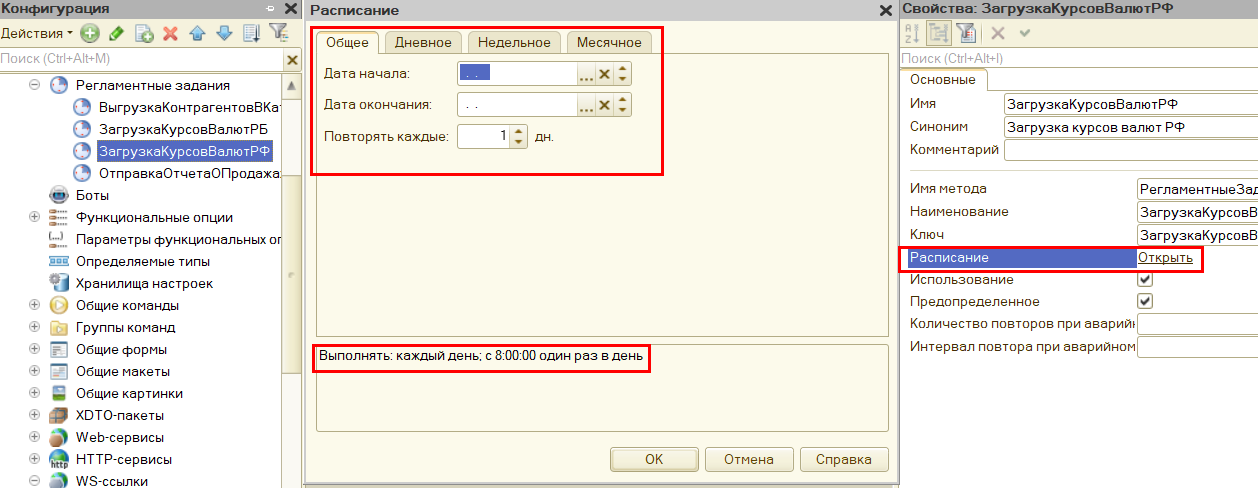 Конфигурация
Действия
Поиск (Ctrl+Alt+M)
Регламентные задания
ВыгрузкаКонтрагентовВКат
ЗагрузкаКурсовВалютРБ
ЗагрузкаКурсовВалютРФ
ОтправкаОтчетаОПродажа
Боты
Функциональные опции
Параметры функциональных оп
Определяемые типы
Хранилища настроек
Общие команды
Группы команд
Общие формы
Общие макеты
Общие картинки
XDTO-пакеты
Web-сервисы
HTTP-сервисы
WS-ссылки
Расписание
Общее
Дневное
Недельное
Месячное
Дата начала: . .
Дата окончания: . .
Повторять каждые: 1 дн.
Выполнять: каждый день; с 8:00:00 один раз в день
OK
Отмена
Справка
Свойства: ЗагрузкаКурсовВалютРФ
Поиск (Ctrl+Alt+I)
Основные
Имя ЗагрузкаКурсовВалютРФ
Синоним Загрузка курсов валют РФ
Комментарий
Имя метода РегламентныеЗад
Наименование ЗагрузкаКурсовВ
Ключ ЗагрузкаКурсовВ
Расписание Открыть
Использование
Предопределенное
Количество повторов при аварий
Интервал повтора при аварийном